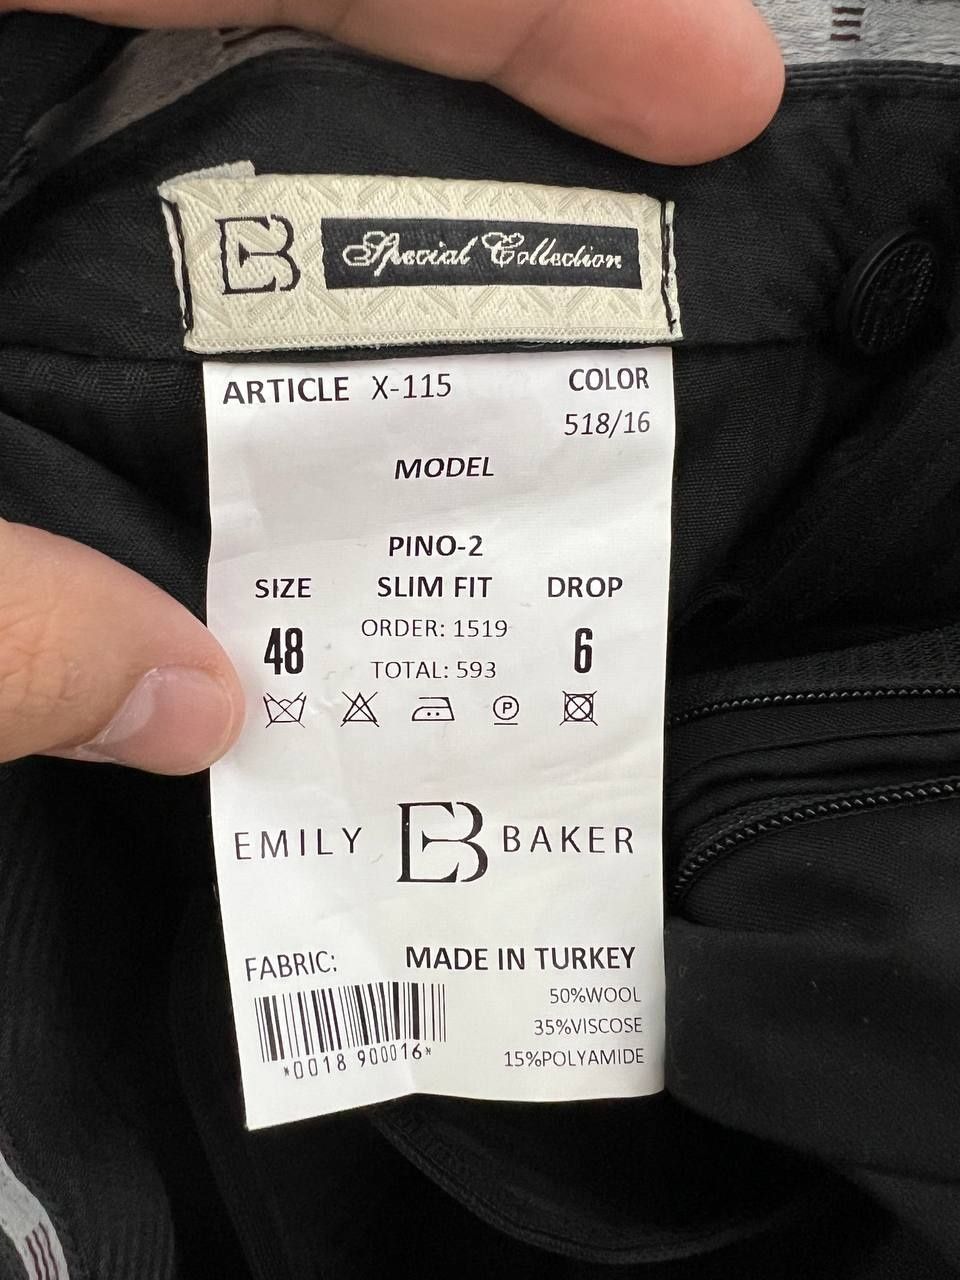 EB Special Collection
ARTICLE X-115 COLOR
518/16
MODEL
PINO-2
SIZE SLIM FIT DROP
48 ORDER: 1519 6
TOTAL: 593
P
EMILY EB BAKER
FABRIC: MADE IN TURKEY
50%WOOL
35%VISCOSE
15%POLYAMIDE
*0018 900016*